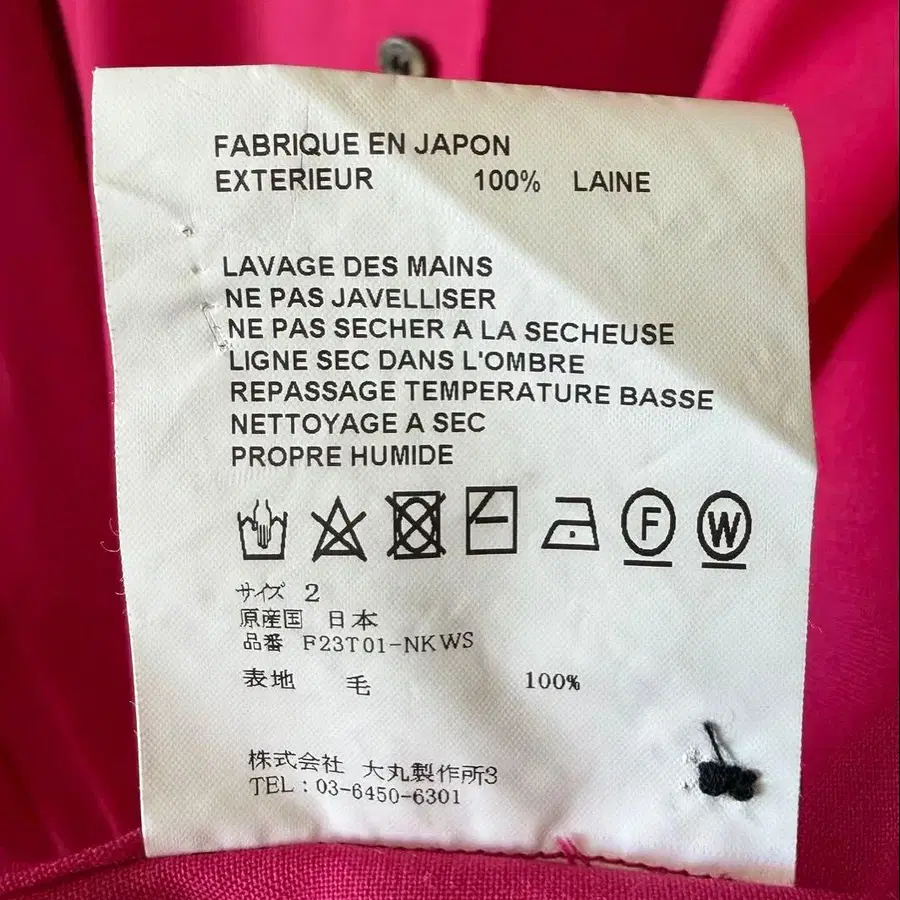 FABRIQUE EN JAPON
EXTERIEUR 100% LAINE
LAVAGE DES MAINS
NE PAS JAVELLISER
NE PAS SECHER A LA SECHEUSE
LIGNE SEC DANS L'OMBRE
REPASSAGE TEMPERATURE BASSE
NETTOYAGE A SEC
PROPRE HUMIDE
F W
サイズ 2
原産国 日本
品番 F23T01-NKWS
表地 毛 100%
株式会社 大丸製作所3
TEL:03-6450-6301